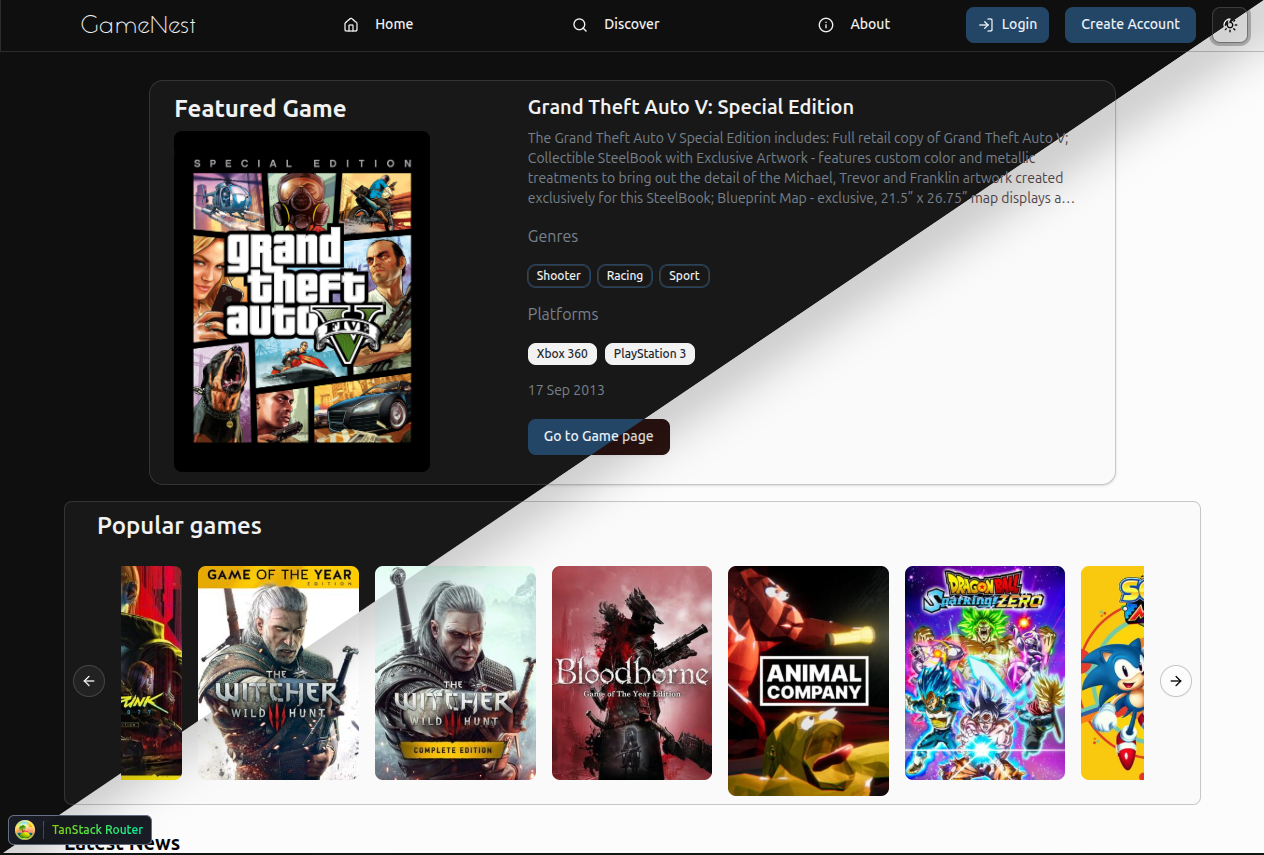 GameNest
Home
Discover
About
Login
Create Account
Featured Game
SPECIAL EDITION
grand
theft
auto
FIVE
Grand Theft Auto V: Special Edition
The Grand Theft Auto V Special Edition includes: Full retail copy of Grand Theft Auto V;
Collectible SteelBook with Exclusive Artwork - features custom color and metallic
treatments to bring out the detail of the Michael, Trevor and Franklin artwork created
exclusively for this SteelBook; Blueprint Map - exclusive, 21.5” x 26.75” map displays a…
Genres
Shooter
Racing
Sport
Platforms
Xbox 360
PlayStation 3
17 Sep 2013
Go to Game page
Popular games
GAME OF THE YEAR
EDITION
THE
WITCHER
WILD HUNT
THE
WITCHER
WILD HUNT
COMPLETE EDITION
Bloodborne
Game of The Year Edition
ANIMAL
COMPANY
DRAGON BALL
Sparking! ZERO
TanStack Router
Latest News